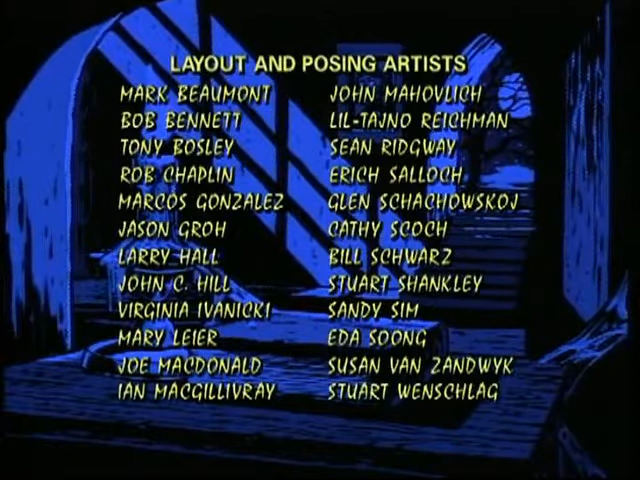 LAYOUT AND POSING ARTISTS
MARK BEAUMONT JOHN MAHOVLICH
BOB BENNETT LIL-TAJNO REICHMAN
TONY BOSLEY SEAN RIDGWAY
ROB CHAPLIN ERICH SALLOCH
MARCOS GONZALEZ GLEN SCHACHOWSKOJ
JASON GROH CATHY SCOCH
LARRY HALL BILL SCHWARZ
JOHN C. HILL STUART SHANKLEY
VIRGINIA IVANICKI SANDY SIM
MARY LEIER EDA SOONG
JOE MACDONALD SUSAN VAN ZANDWYK
IAN MACGILLIVRAY STUART WENSCHLAG